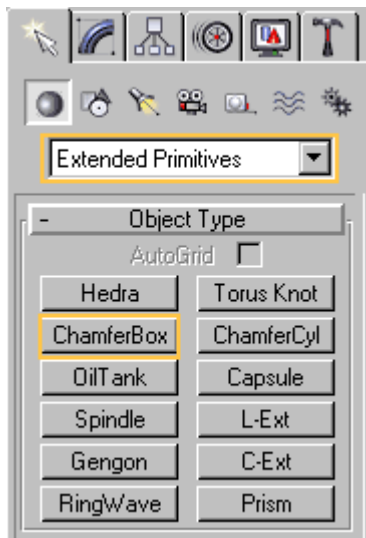 Extended Primitives
- Object Type
AutoGrid
Hedra Torus Knot
ChamferBox ChamferCyl
OilTank Capsule
Spindle L-Ext
Gengon C-Ext
RingWave Prism